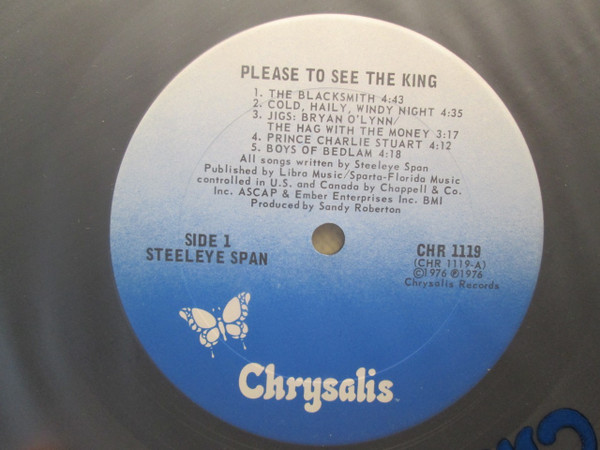 PLEASE TO SEE THE KING
1. THE BLACKSMITH 4:43
2. COLD, HAILY, WINDY NIGHT 4:35
3. JIGS: BRYAN O'LYNN
THE HAG WITH THE MONEY 3:17
4. PRINCE CHARLIE STUART 4:12
5. BOYS OF BEDLAM 4:18
All songs written by Steeleye Span
Published by Libra Music/Sparta-Florida Music
controlled in U.S. and Canada by Chappell & Co.
Inc. ASCAP & Ember Enterprises Inc. BMI
Produced by Sandy Roberton
SIDE 1
STEELEYE SPAN
CHR 1119
(CHR 1119-A)
©1976 ℗1976
Chrysalis Records
Chrysalis™